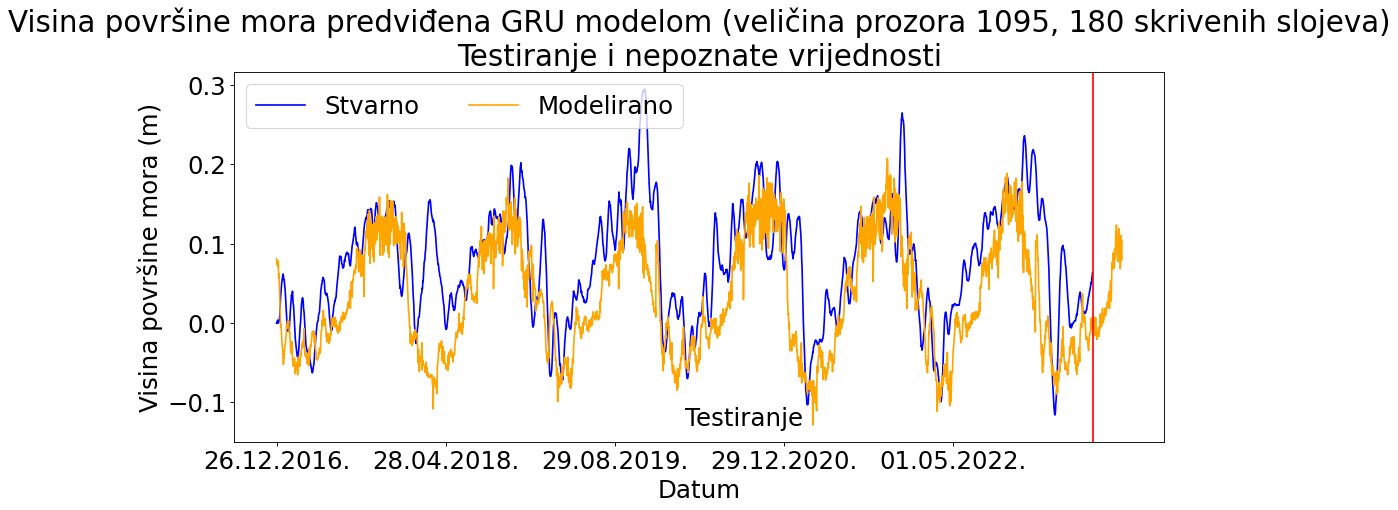 Visina površine mora predviđena GRU modelom (veličina prozora 1095, 180 skrivenih slojeva)
Testiranje i nepoznate vrijednosti
Stvarno
Modelirano
Visina površine mora (m)
0.3
0.2
0.1
0.0
−0.1
Testiranje
26.12.2016.
28.04.2018.
29.08.2019.
29.12.2020.
01.05.2022.
Datum